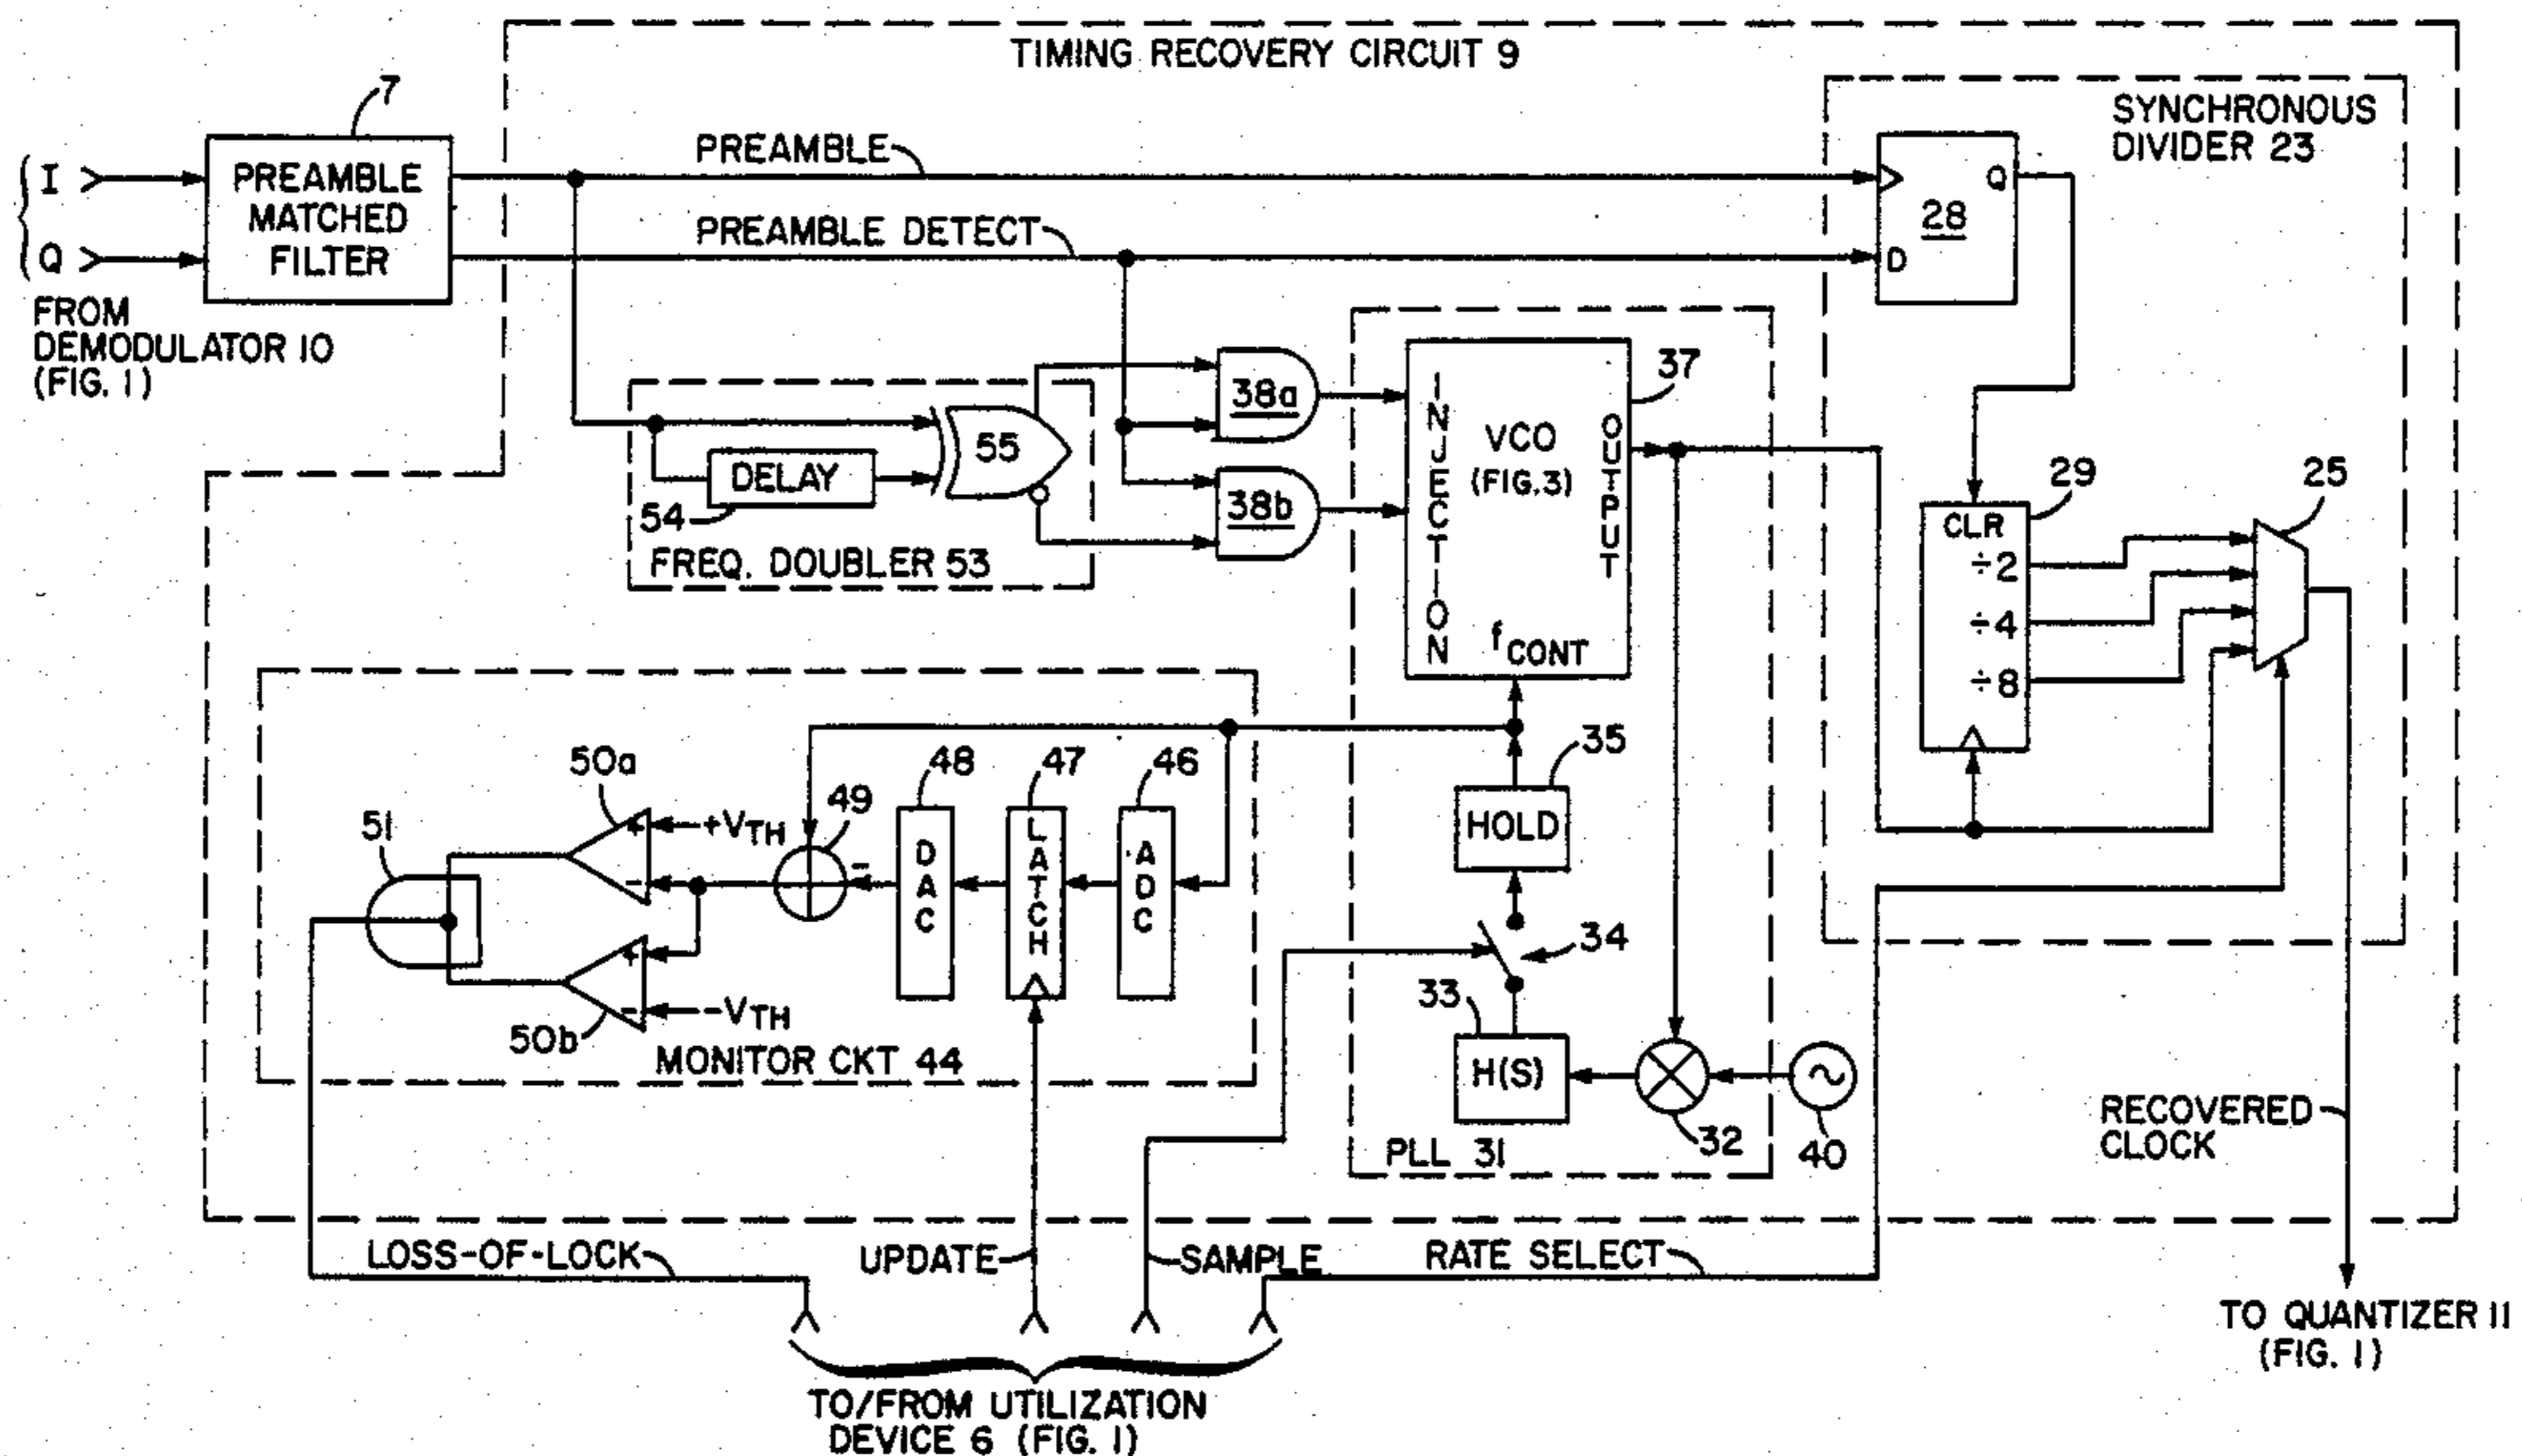 TIMING RECOVERY CIRCUIT 9
7
SYNCHRONOUS
DIVIDER 23
I
Q
PREAMBLE
MATCHED
FILTER
FROM
DEMODULATOR 10
(FIG. 1)
PREAMBLE
PREAMBLE DETECT
Q
28
D
38a
38b
55
DELAY
54
FREQ. DOUBLER 53
INJECTION
VCO
(FIG.3)
OUTPUT
fCONT
37
29
25
CLR
÷2
÷4
÷8
50a
48
47
46
35
49
51
+VTH
+
-
-
DAC
LATCH
ADC
HOLD
+
-
-VTH
50b
34
33
MONITOR CKT 44
H(S)
PLL 31
32
40
RECOVERED
CLOCK
LOSS-OF-LOCK
UPDATE
SAMPLE
RATE SELECT
TO QUANTIZER 11
(FIG. 1)
TO/FROM UTILIZATION
DEVICE 6 (FIG. 1)